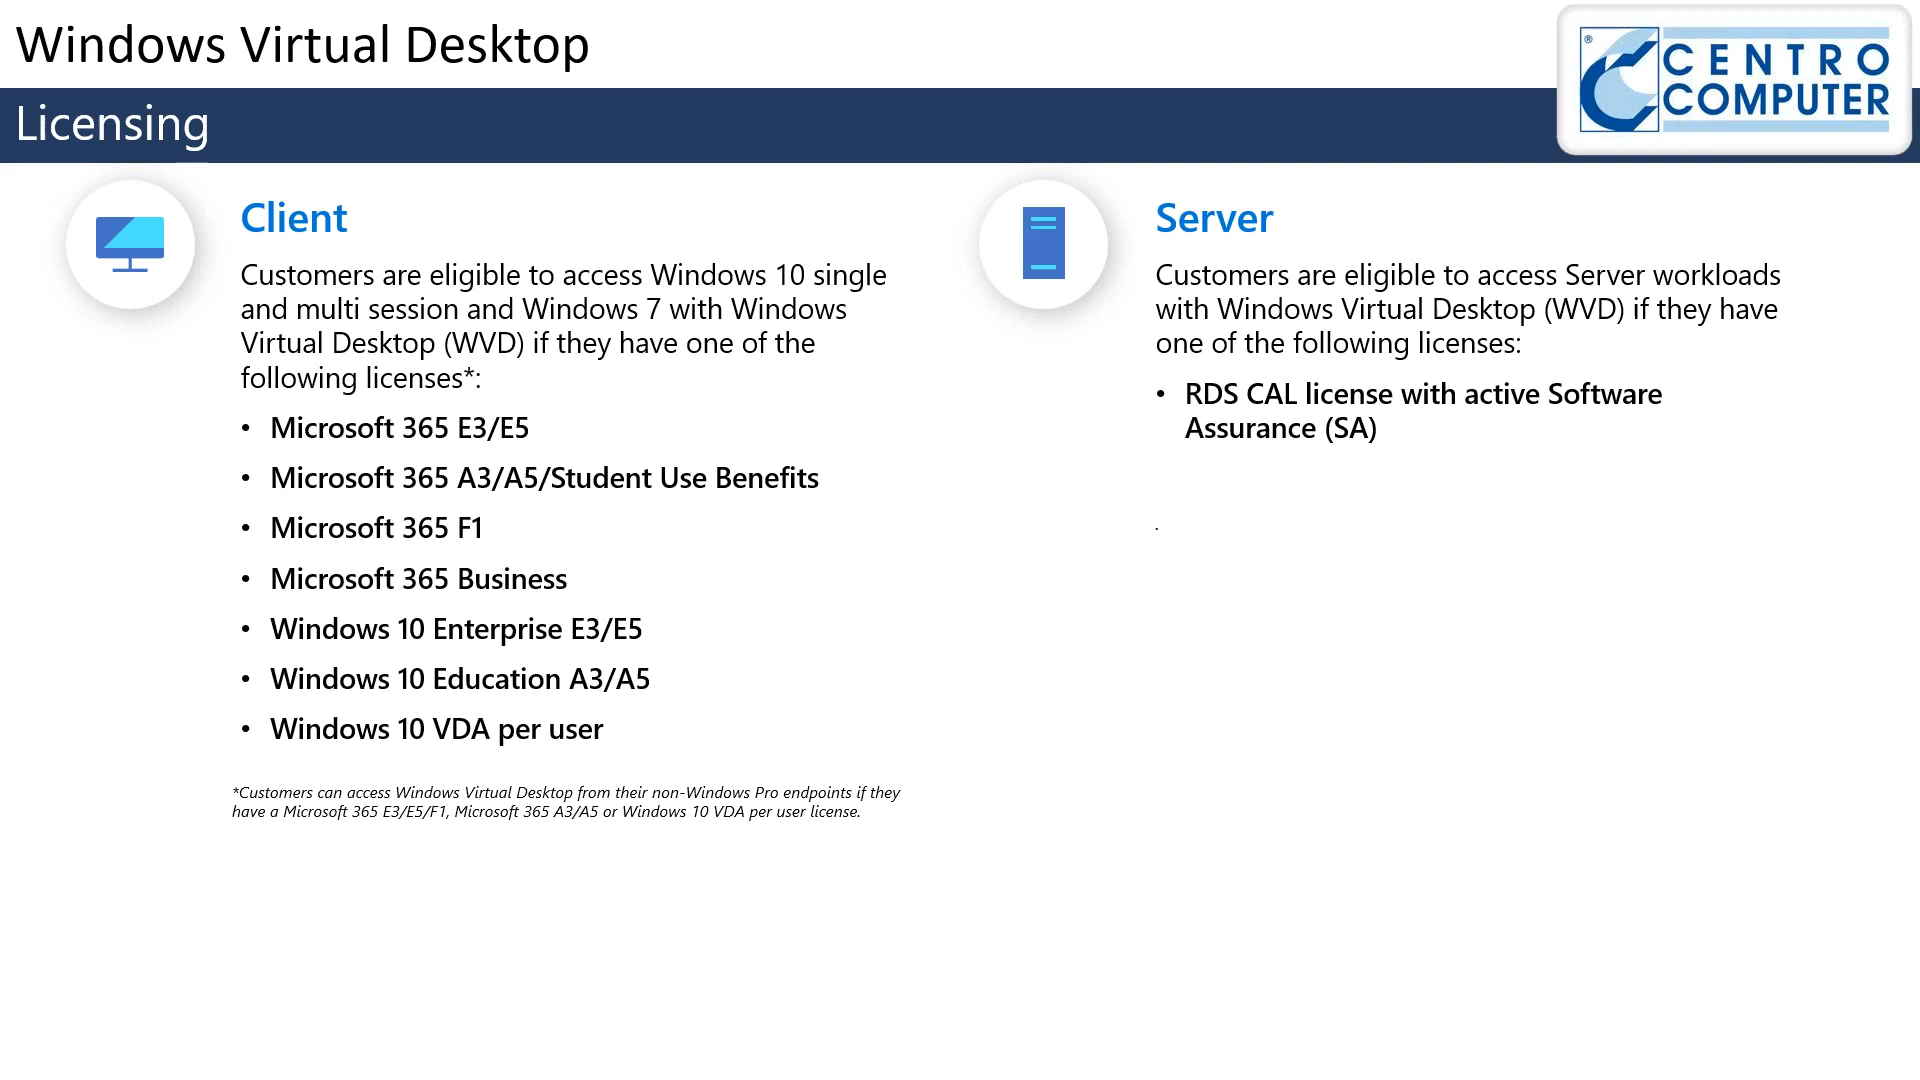 Windows Virtual Desktop
Licensing
® CENTRO
COMPUTER
Client
Customers are eligible to access Windows 10 single
and multi session and Windows 7 with Windows
Virtual Desktop (WVD) if they have one of the
following licenses*:
• Microsoft 365 E3/E5
• Microsoft 365 A3/A5/Student Use Benefits
• Microsoft 365 F1
• Microsoft 365 Business
• Windows 10 Enterprise E3/E5
• Windows 10 Education A3/A5
• Windows 10 VDA per user
*Customers can access Windows Virtual Desktop from their non-Windows Pro endpoints if they
have a Microsoft 365 E3/E5/F1, Microsoft 365 A3/A5 or Windows 10 VDA per user license.
Server
Customers are eligible to access Server workloads
with Windows Virtual Desktop (WVD) if they have
one of the following licenses:
• RDS CAL license with active Software
Assurance (SA)
.